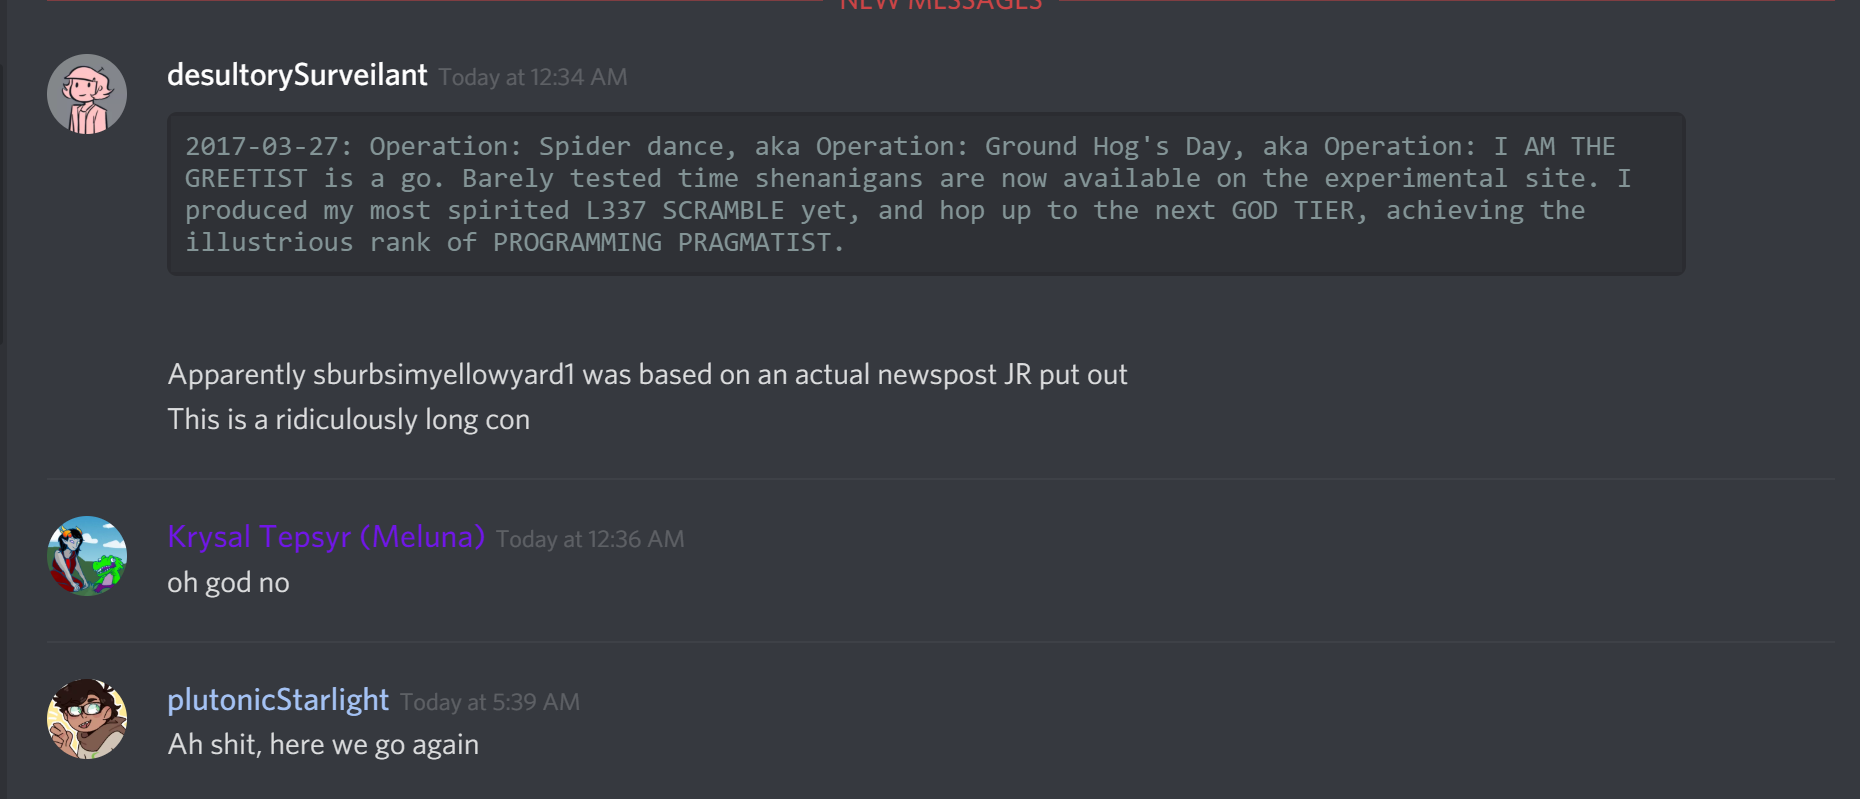 NEW MESSAGES
desultorySurveilant Today at 12:34 AM
2017-03-27: Operation: Spider dance, aka Operation: Ground Hog's Day, aka Operation: I AM THE
GREETIST is a go. Barely tested time shenanigans are now available on the experimental site. I
produced my most spirited L337 SCRAMBLE yet, and hop up to the next GOD TIER, achieving the
illustrious rank of PROGRAMMING PRAGMATIST.
Apparently sburbsimyellowyard1 was based on an actual newspost JR put out
This is a ridiculously long con
Krysal Tepsyr (Meluna) Today at 12:36 AM
oh god no
plutonicStarlight Today at 5:39 AM
Ah shit, here we go again